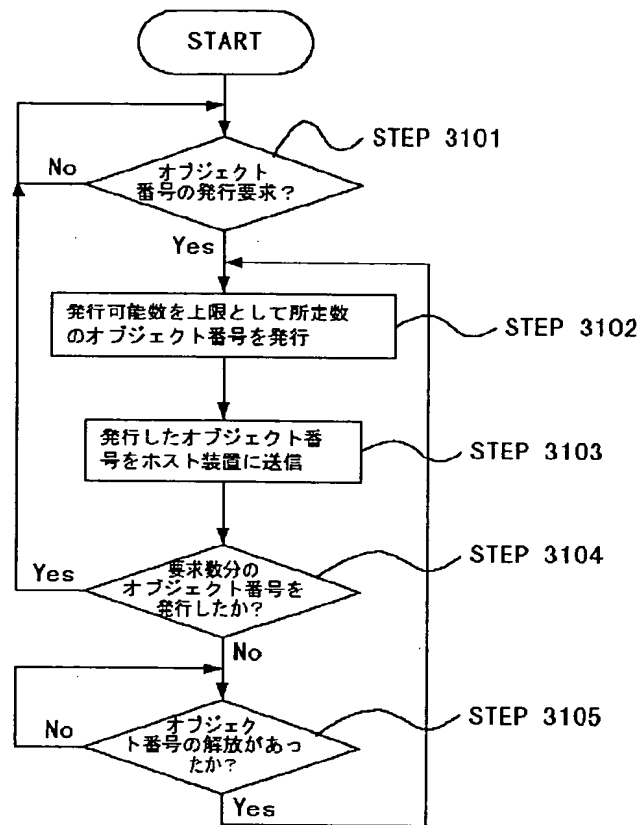 START
STEP 3101
No
オブジェクト
番号の発行要求？
Yes
発行可能数を上限として所定数
のオブジェクト番号を発行
STEP 3102
発行したオブジェクト番
号をホスト装置に送信
STEP 3103
STEP 3104
Yes
要求数分の
オブジェクト番号を
発行したか？
No
STEP 3105
No
オブジェク
ト番号の解放があっ
たか？
Yes